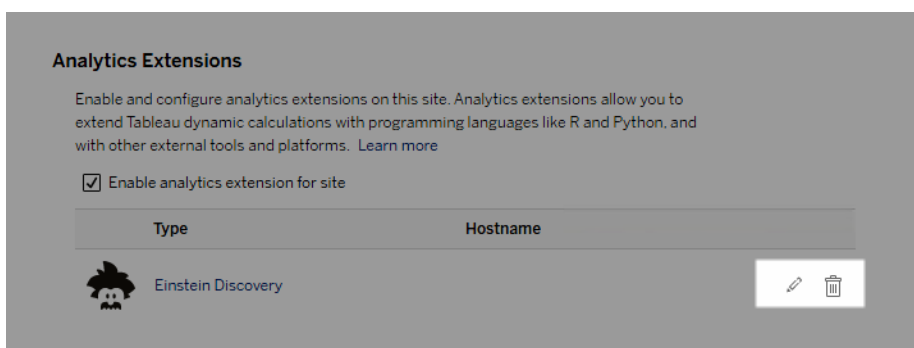 Analytics Extensions
Enable and configure analytics extensions on this site. Analytics extensions allow you to
extend Tableau dynamic calculations with programming languages like R and Python, and
with other external tools and platforms. Learn more
Enable analytics extension for site
Type Hostname
Einstein Discovery